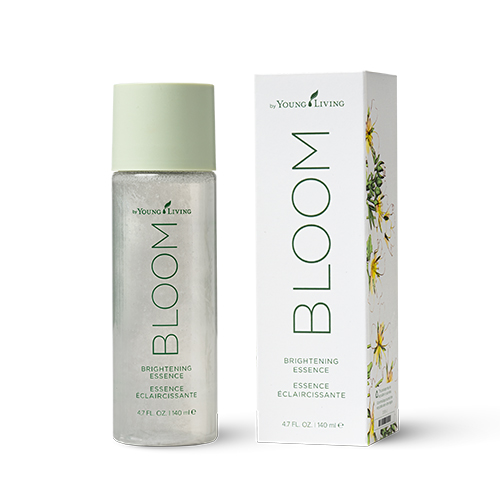 by YOUNG LIVING
BLOOM
BRIGHTENING
ESSENCE
ESSENCE
ÉCLAIRCISSANTE
4.7 FL. OZ. | 140 ml ℮
by YOUNG LIVING
BLOOM
BRIGHTENING
ESSENCE
ESSENCE
ÉCLAIRCISSANTE
4.7 FL. OZ. | 140 ml ℮